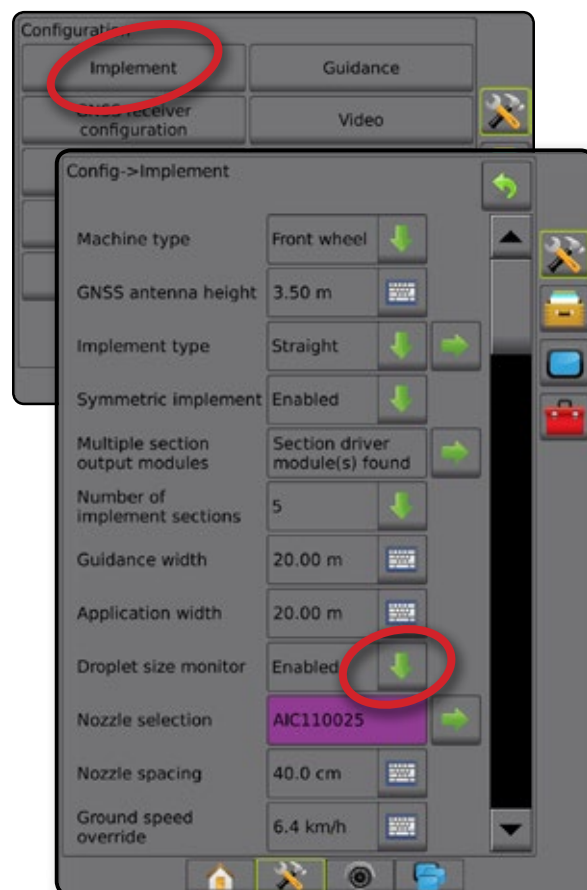 Configuration
Implement
Guidance
GNSS receiver
configuration
Video
Config->Implement
Machine type
Front wheel
GNSS antenna height
3.50 m
Implement type
Straight
Symmetric implement
Enabled
Multiple section
output modules
Section driver
module(s) found
Number of
implement sections
5
Guidance width
20.00 m
Application width
20.00 m
Droplet size monitor
Enabled
Nozzle selection
AIC110025
Nozzle spacing
40.0 cm
Ground speed
override
6.4 km/h